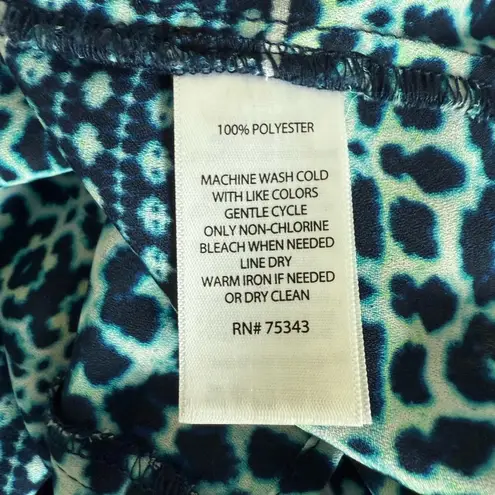 100% POLYESTER
MACHINE WASH COLD
WITH LIKE COLORS
GENTLE CYCLE
ONLY NON-CHLORINE
BLEACH WHEN NEEDED
LINE DRY
WARM IRON IF NEEDED
OR DRY CLEAN
RN# 75343